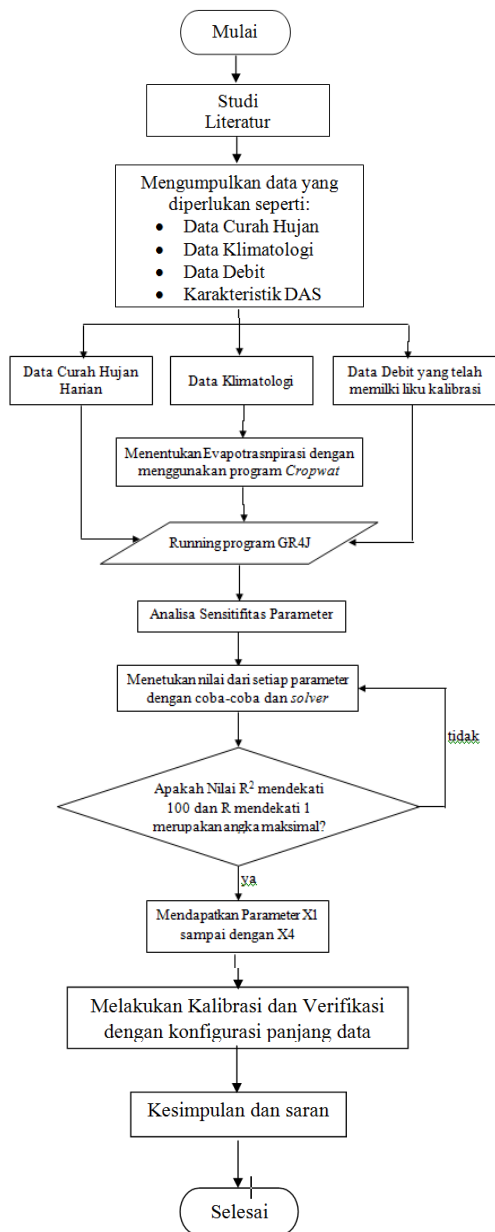 Mulai
Studi
Literatur
Mengumpulkan data yang
diperlukan seperti:
• Data Curah Hujan
• Data Klimatologi
• Data Debit
• Karakteristik DAS
Data Curah Hujan
Harian
Data Klimatologi
Data Debit yang telah
memilki liku kalibrasi
Menentukan Evapotrasnpirasi dengan
menggunakan program Cropwat
Running program GR4J
Analisa Sensitifitas Parameter
Menetukan nilai dari setiap parameter
dengan coba-coba dan solver
tidak
Apakah Nilai R² mendekati
100 dan R mendekati 1
merupakan angka maksimal?
ya
Mendapatkan Parameter X1
sampai dengan X4
Melakukan Kalibrasi dan Verifikasi
dengan konfigurasi panjang data
Kesimpulan dan saran
Selesai